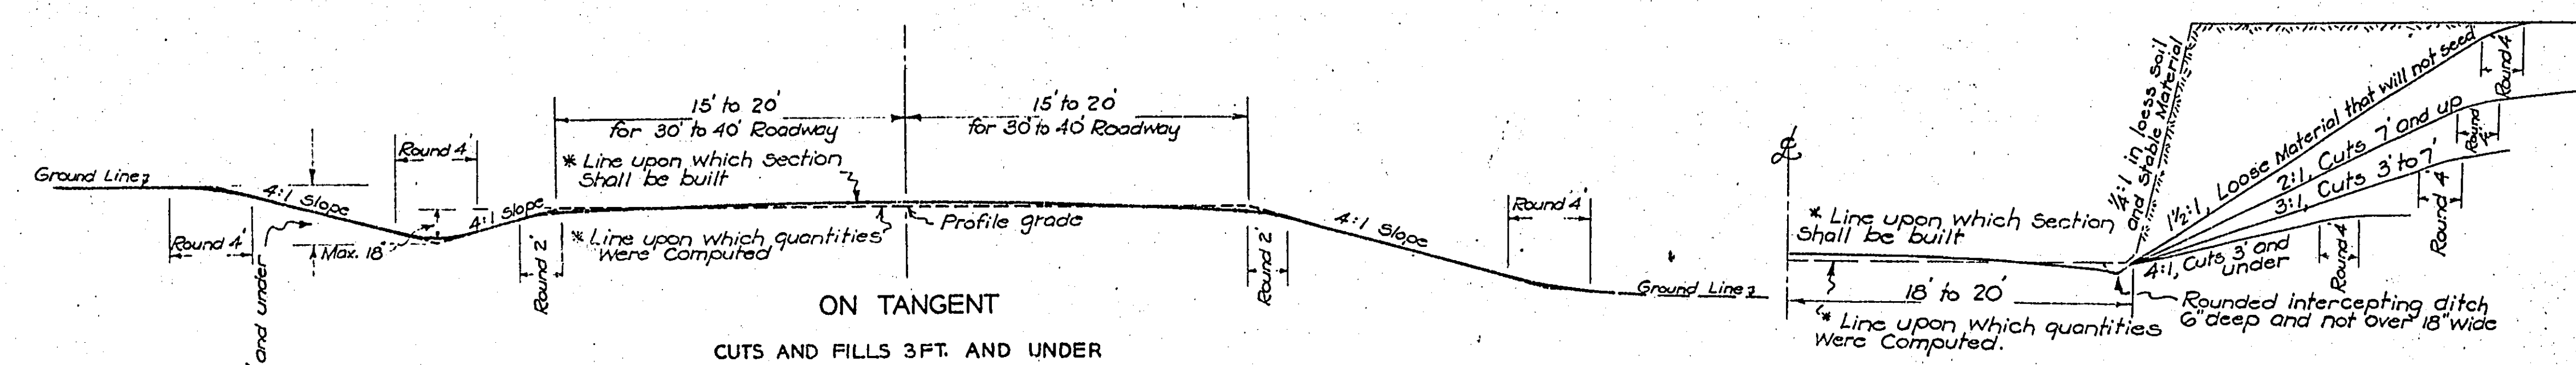 Ground Line
Round 4'
4:1 Slope
and under
Max. 18"
Round 4'
4:1 Slope
Round 2'
15' to 20'
for 30' to 40' Roadway
* Line upon which section
Shall be built
* Line upon which quantities
Were Computed
Profile grade
15' to 20'
for 30' to 40' Roadway
Round 2'
4:1 Slope
Round 4'
Ground Line
ON TANGENT
CUTS AND FILLS 3 FT. AND UNDER
℄
* Line upon which section
Shall be built
18' to 20'
* Line upon which quantities
Were Computed.
1/4:1 in loess soil
and Stable Material
1½:1, Loose Material that will not seed
2:1, Cuts 7' and up
3:1, Cuts 3' to 7'
4:1, Cuts 3' and
under
Round 4'
Round 4'
Round 4'
Round 4'
Rounded intercepting ditch
6" deep and not over 18" wide